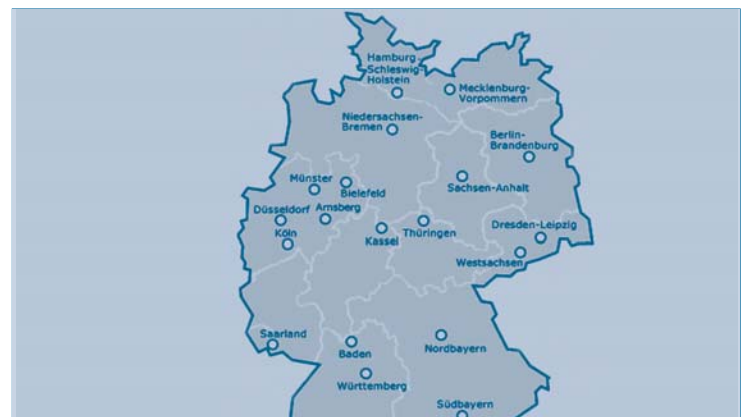 Hamburg
Schleswig-
Holstein
Mecklenburg-
Vorpommern
Niedersachsen-
Bremen
Berlin-
Brandenburg
Münster
Bielefeld
Sachsen-Anhalt
Düsseldorf
Arnsberg
Köln
Kassel
Thüringen
Dresden-Leipzig
Westsachsen
Saarland
Baden
Nordbayern
Württemberg
Südbayern